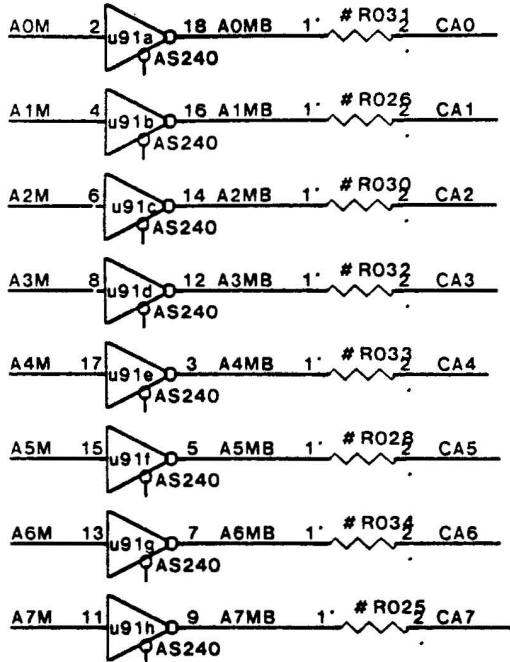 A0M 2 u91a 18 A0MB 1 # R031 2 CA0
AS240
A1M 4 u91b 16 A1MB 1 # R026 2 CA1
AS240
A2M 6 u91c 14 A2MB 1 # R030 2 CA2
AS240
A3M 8 u91d 12 A3MB 1 # R032 2 CA3
AS240
A4M 17 u91e 3 A4MB 1 # R033 2 CA4
AS240
A5M 15 u91f 5 A5MB 1 # R028 2 CA5
AS240
A6M 13 u91g 7 A6MB 1 # R034 2 CA6
AS240
A7M 11 u91h 9 A7MB 1 # R025 2 CA7
AS240